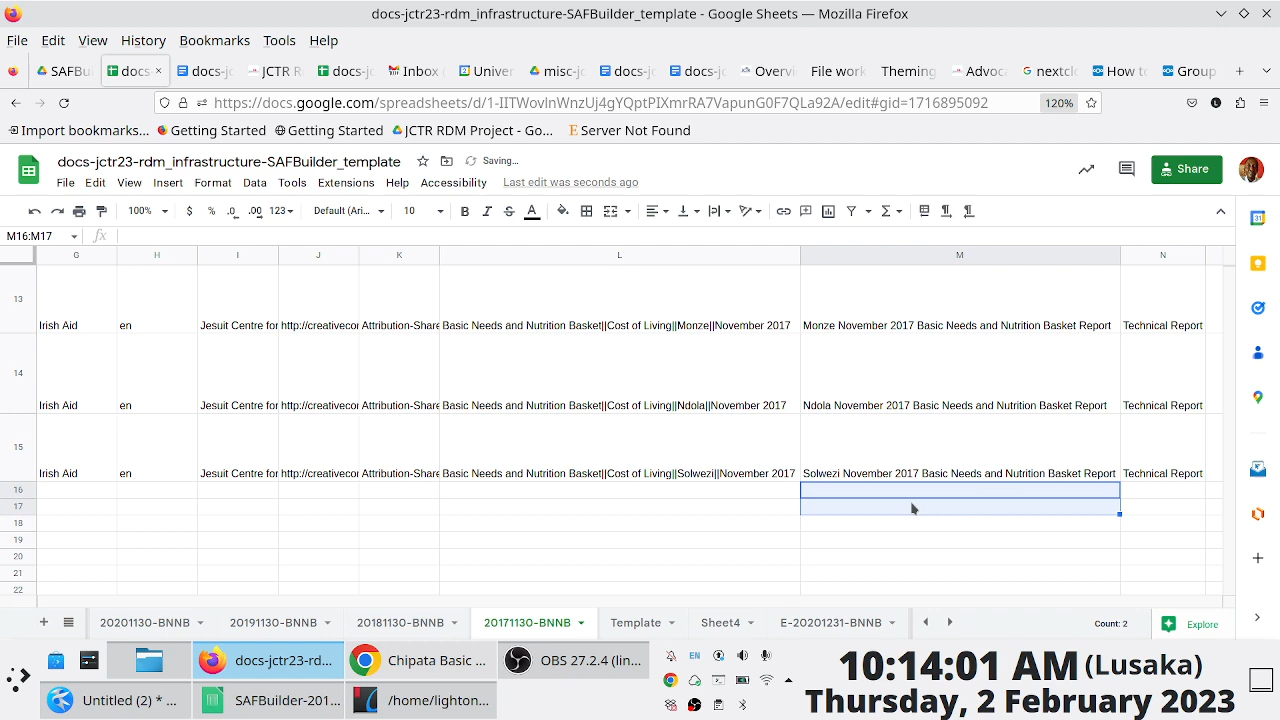 docs-jctr23-rdm_infrastructure-SAFBuilder_template - Google Sheets — Mozilla Firefox
File Edit View History Bookmarks Tools Help
SAFBu docs- docs-jc JCTR R docs-jc Inbox ( Univer misc-jc docs-jc docs-jc Overvi File work Theming Advoca nextclo How to Group
https://docs.google.com/spreadsheets/d/1-IITWovlnWnzUj4gYQptPIXmrRA7VapunG0F7QLa92A/edit#gid=1716895092 120%
Import bookmarks... Getting Started Getting Started JCTR RDM Project - Go... Server Not Found
docs-jctr23-rdm_infrastructure-SAFBuilder_template Saving...
File Edit View Insert Format Data Tools Extensions Help Accessibility Last edit was seconds ago
Share
100% $ % .0 .00 123 Default (Ari... 10 B I S A
M16:M17 fx
G H I J K L M N
13 Irish Aid en Jesuit Centre for http://creativecor Attribution-Share Basic Needs and Nutrition Basket||Cost of Living||Monze||November 2017 Monze November 2017 Basic Needs and Nutrition Basket Report Technical Report
14 Irish Aid en Jesuit Centre for http://creativecor Attribution-Share Basic Needs and Nutrition Basket||Cost of Living||Ndola||November 2017 Ndola November 2017 Basic Needs and Nutrition Basket Report Technical Report
15 Irish Aid en Jesuit Centre for http://creativecor Attribution-Share Basic Needs and Nutrition Basket||Cost of Living||Solwezi||November 2017 Solwezi November 2017 Basic Needs and Nutrition Basket Report Technical Report
16
17
18
19
20
21
22
20201130-BNNB 20191130-BNNB 20181130-BNNB 20171130-BNNB Template Sheet4 E-20201231-BNNB Count: 2 Explore
docs-jctr23-rd... Chipata Basic ... OBS 27.2.4 (lin... EN
Untitled (2) * ... SAFBuilder-201... /home/lighton...
10:14:01 AM (Lusaka)
Thursday, 2 February 2023